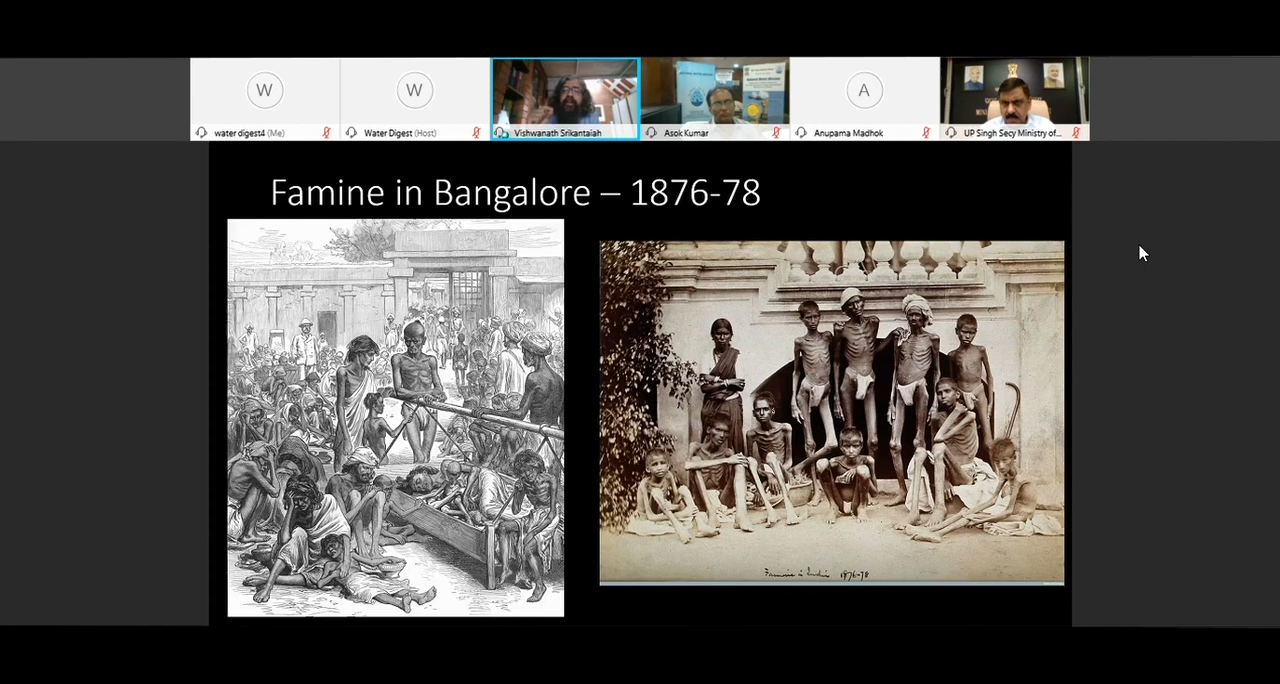 W
W
A
water digest4 (Me)
Water Digest (Host)
Vishwanath Srikantaiah
Asok Kumar
Anupama Madhok
UP Singh Secy Ministry of...
Famine in Bangalore – 1876-78
Famine in India 1876-78